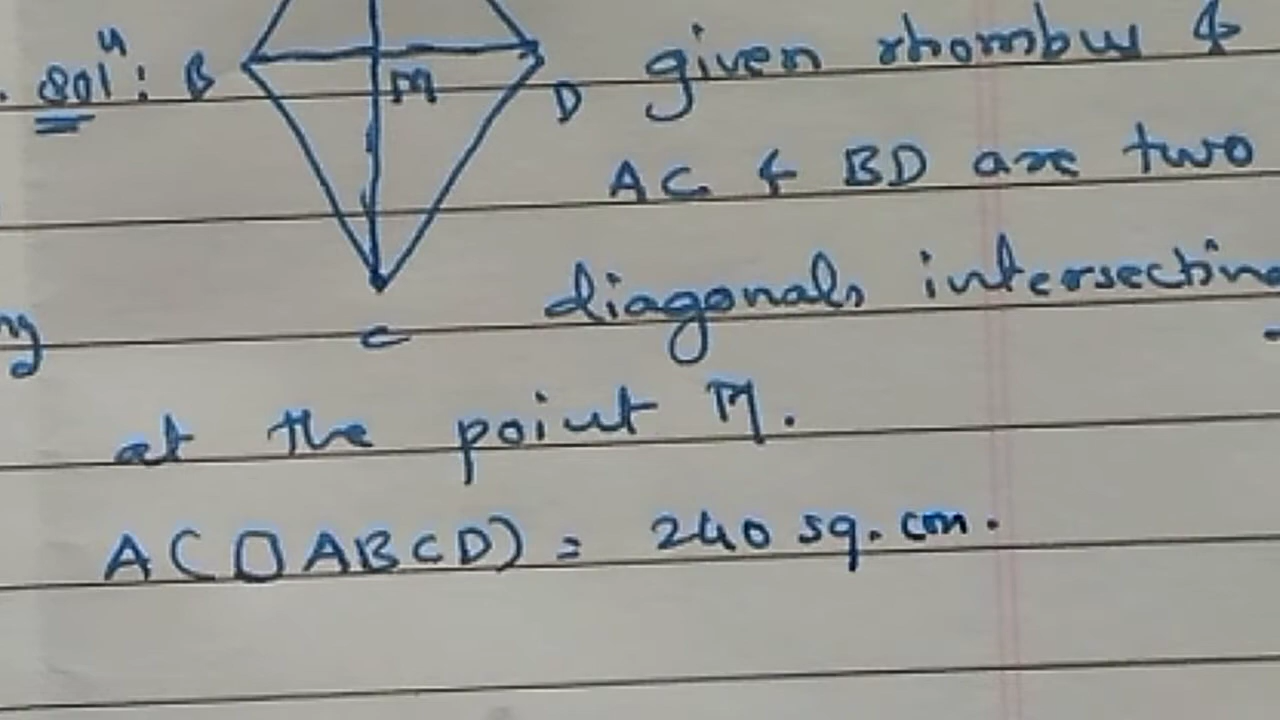 solⁿ: B M D given rhombus &
AC & BD are two
diagonals intersecting
C
at the point M.
A(□ABCD) = 240 sq. cm.